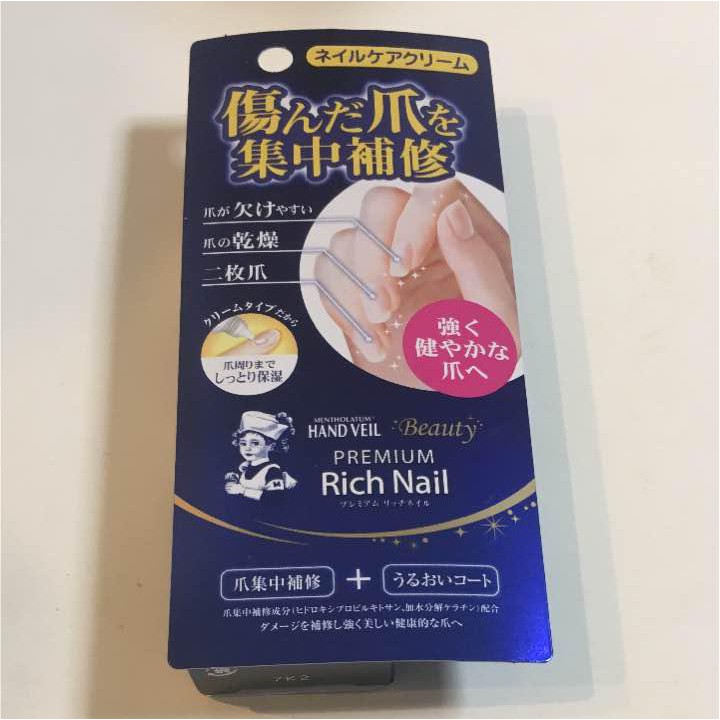 ネイルケアクリーム
傷んだ爪を
集中補修
爪が欠けやすい
爪の乾燥
二枚爪
クリームタイプだから
爪周りまで
しっとり保湿
強く
健やかな
爪へ
MENTHOLATUM
HAND VEIL
Beauty
PREMIUM
Rich Nail
プレミアム リッチネイル
爪集中補修 + うるおいコート
爪集中補修成分(ヒドロキシプロピルキトサン、加水分解ケラチン)配合
ダメージを補修し強く美しい健康的な爪へ
7K2